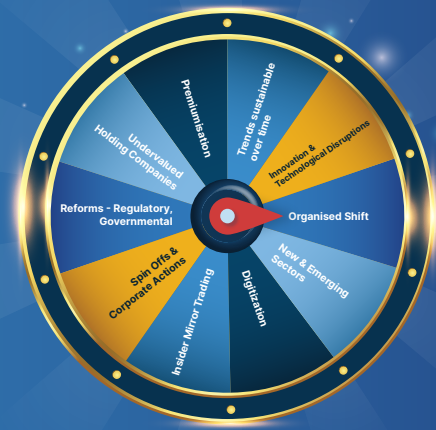 Premiumisation
Trends sustainable
over time
Innovation &
Technological Disruptions
Organised Shift
New & Emerging
Sectors
Digitization
Insider Mirror Trading
Spin Offs &
Corporate Actions
Reforms - Regulatory,
Governmental
Undervalued
Holding Companies